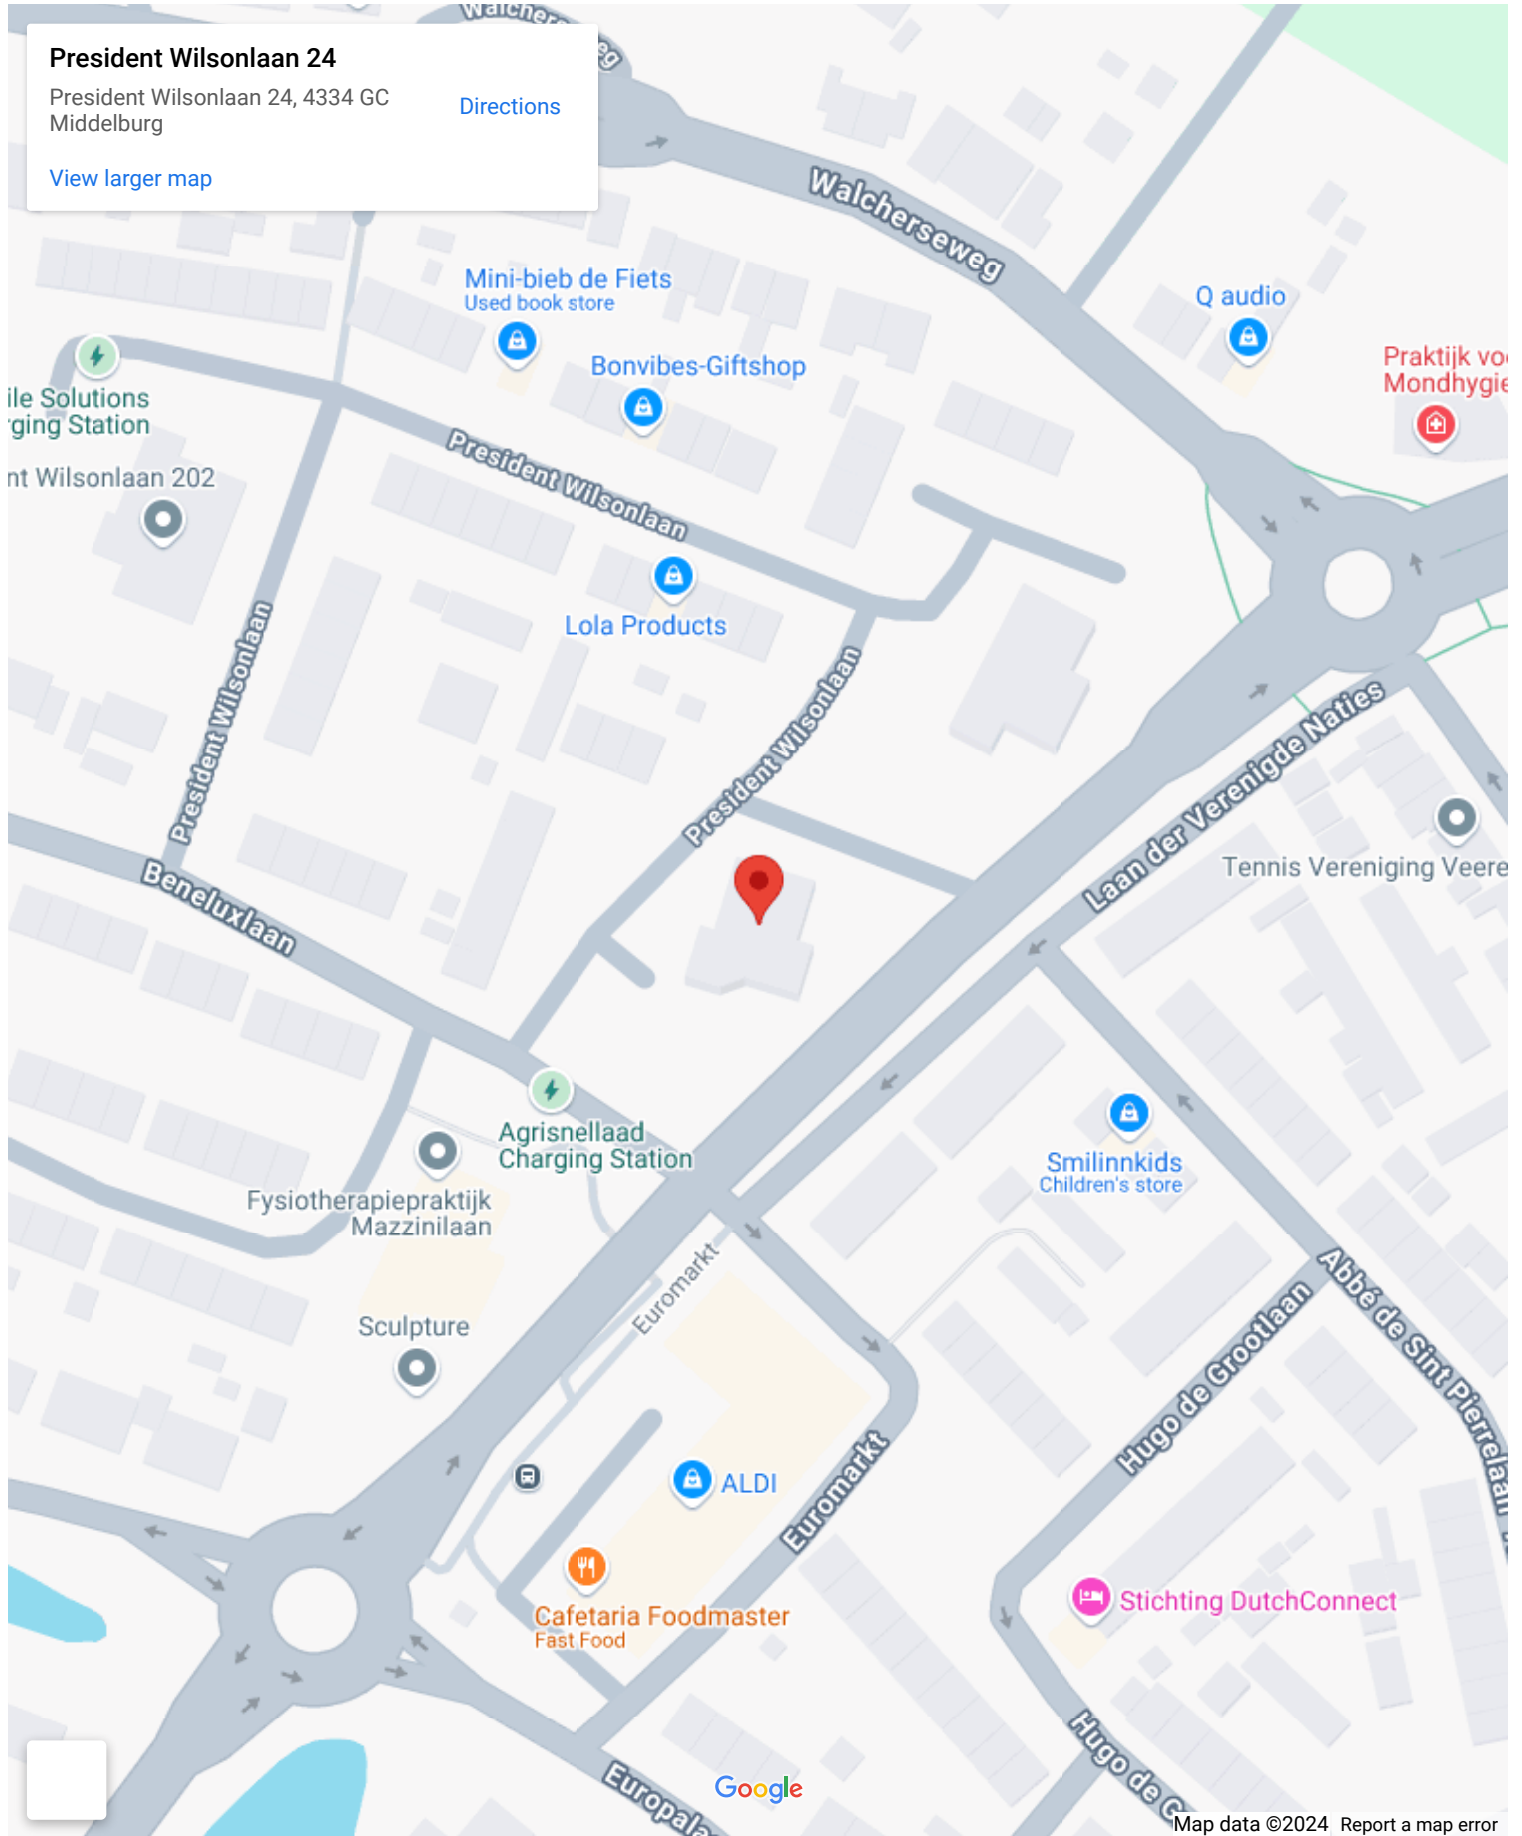 Walcherseweg
President Wilsonlaan 24
President Wilsonlaan 24, 4334 GC
Middelburg
Directions
View larger map
Walcherseweg
Mini-bieb de Fiets
Used book store
Q audio
Bonvibes-Giftshop
Praktijk vo
Mondhygie
ile Solutions
rging Station
President Wilsonlaan
nt Wilsonlaan 202
Lola Products
President Wilsonlaan
President Wilsonlaan
Laan der Verenigde Naties
Tennis Vereniging Veere
Beneluxlaan
Agrisnellaad
Charging Station
Smilinnkids
Children's store
Fysiotherapiepraktijk
Mazzinilaan
Euromarkt
Abbé de Sint Pierrelaan
Hugo de Grootlaan
Sculpture
ALDI
Euromarkt
Stichting DutchConnect
Cafetaria Foodmaster
Fast Food
Hugo de G
Europala
Google
Map data ©2024
Report a map error